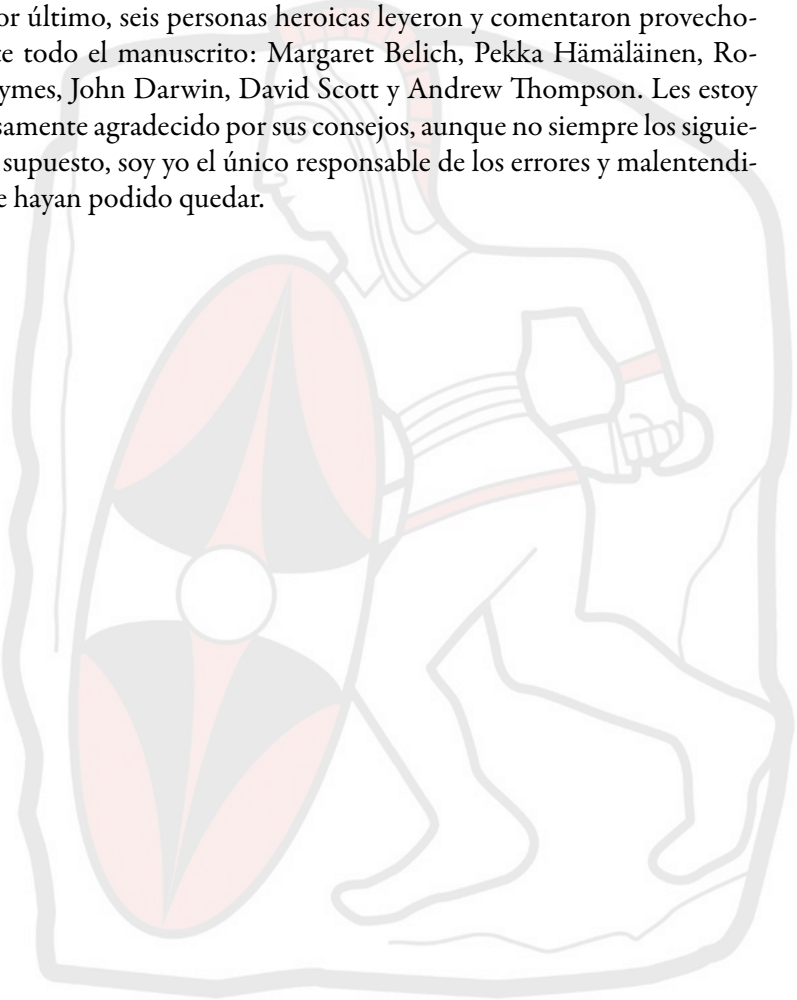 or último, seis personas heroicas leyeron y comentaron provecho-
te todo el manuscrito: Margaret Belich, Pekka Hämäläinen, Ro-
ymes, John Darwin, David Scott y Andrew Thompson. Les estoy
samente agradecido por sus consejos, aunque no siempre los siguie-
supuesto, soy yo el único responsable de los errores y malentendi-
e hayan podido quedar.